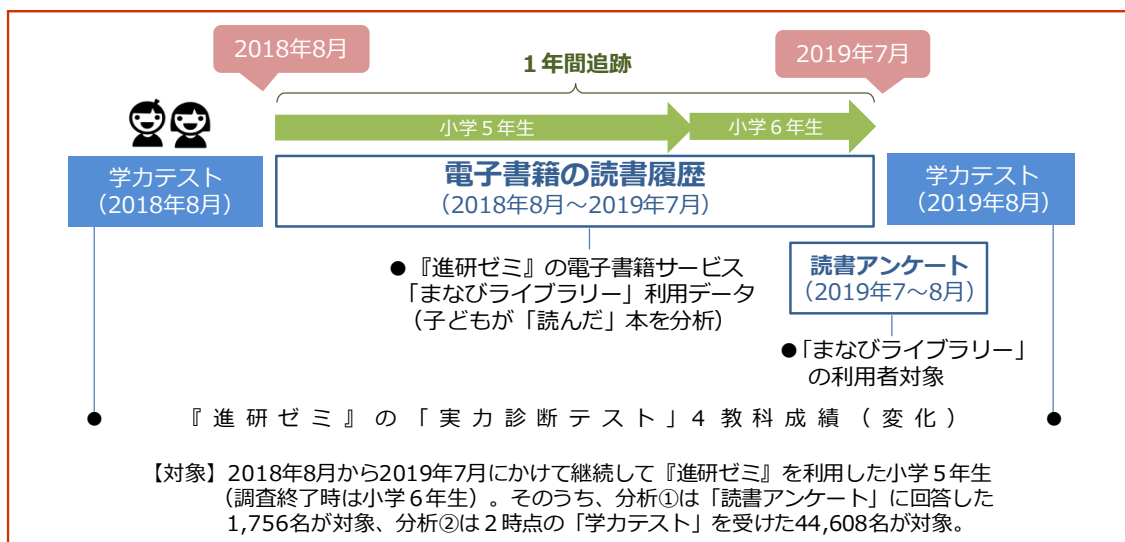 2018年8月
2019年7月
１年間追跡
小学５年生
小学６年生
学力テスト
（2018年8月）
電子書籍の読書履歴
（2018年8月～2019年7月）
学力テスト
（2019年8月）
●『進研ゼミ』の電子書籍サービス
「まなびライブラリー」利用データ
（子どもが「読んだ」本を分析）
読書アンケート
（2019年7～8月）
●「まなびライブラリー」
の利用者対象
● 『進研ゼミ』の「実力診断テスト」4教科成績（変化） ●
【対象】2018年8月から2019年7月にかけて継続して『進研ゼミ』を利用した小学５年生
（調査終了時は小学６年生）。そのうち、分析①は「読書アンケート」に回答した
1,756名が対象、分析②は２時点の「学力テスト」を受けた44,608名が対象。